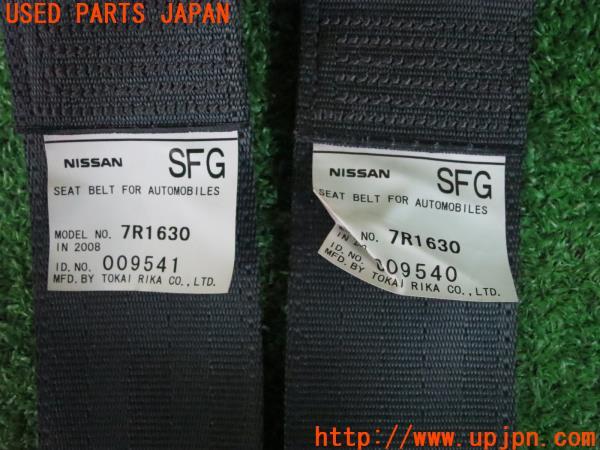 USED PARTS JAPAN
NISSAN SFG
SEAT BELT FOR AUTOMOBILES
MODEL NO. 7R1630
IN 2008
I.D. NO. 009541
MFD. BY TOKAI RIKA CO., LTD.
NISSAN SFG
SEAT BELT FOR AUTOMOBILES
NO. 7R1630
IN
I.D. NO. 009540
MFD. BY TOKAI RIKA CO., LTD.
http://www.upjpn.com/